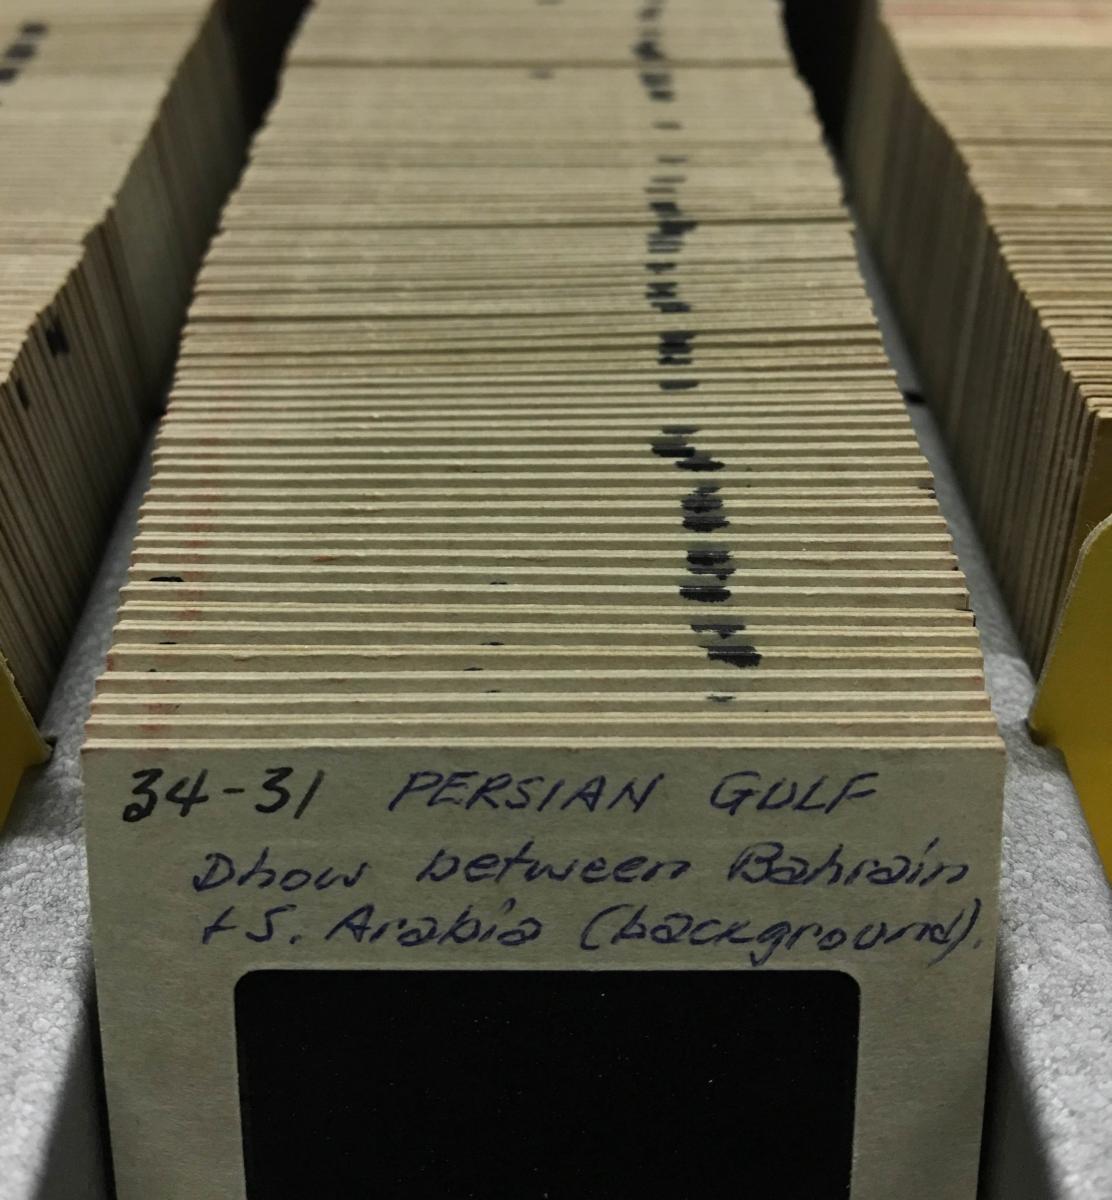 34-31 PERSIAN GULF
Dhow between Bahrain
+ S. Arabia (background).